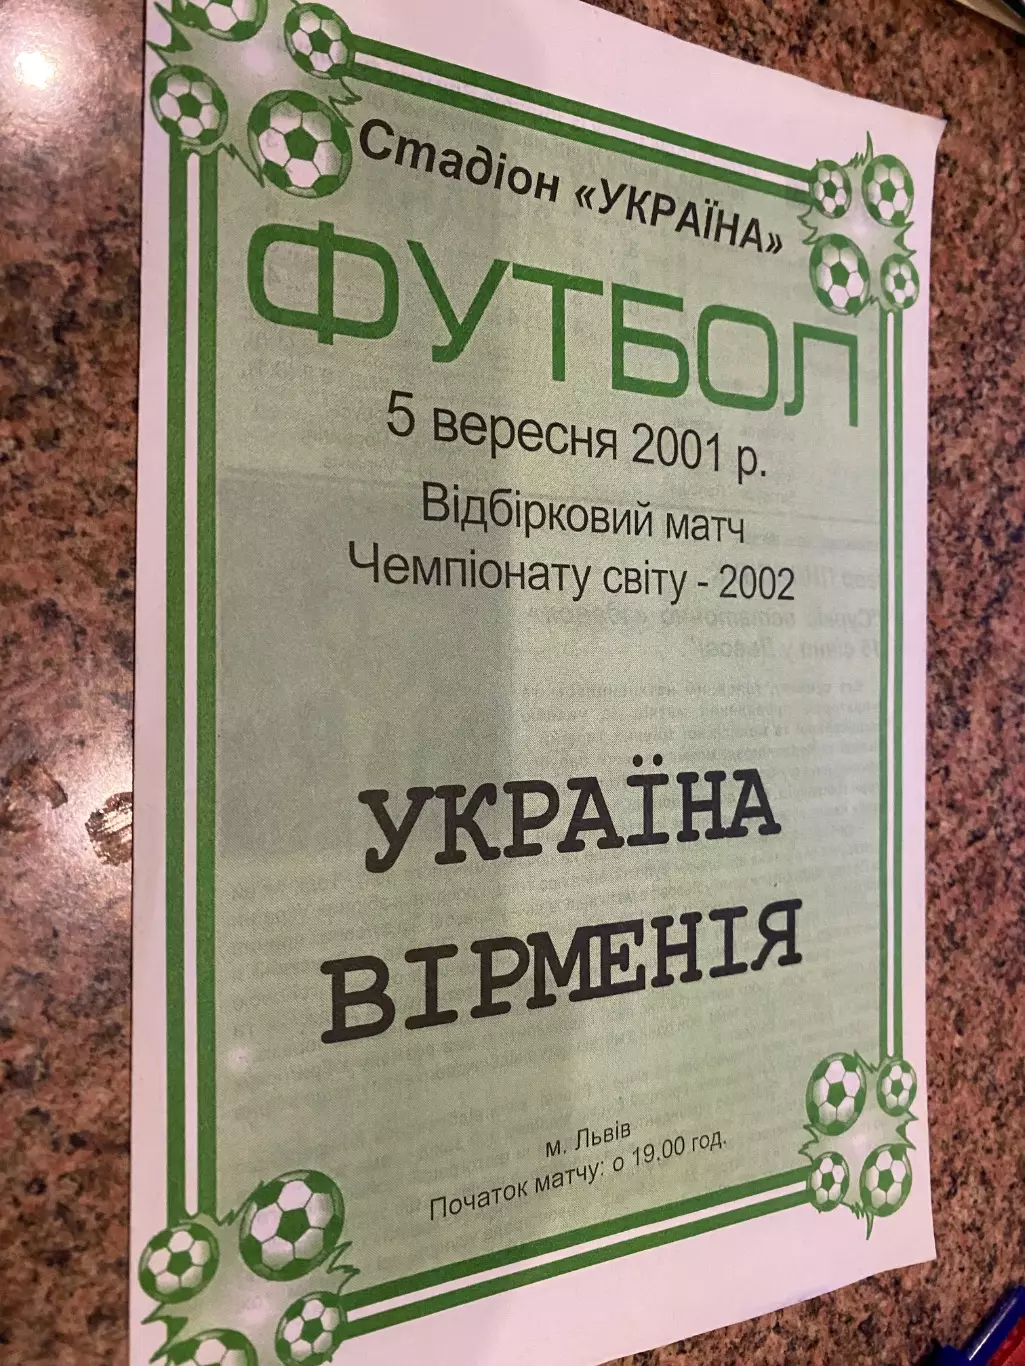 Стадіон «УКРАЇНА»
ФУТБОЛ
5 вересня 2001 р.
Відбірковий матч
Чемпіонату світу - 2002
УКРАЇНА
ВІРМЕНІЯ
м. Львів
Початок матчу: о 19.00 год.